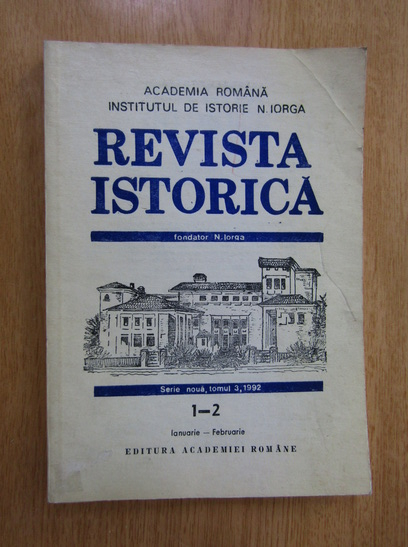 ACADEMIA ROMÂNĂ
INSTITUTUL DE ISTORIE N. IORGA
REVISTA
ISTORICĂ
fondator N. Iorga
Serie nouă, tomul 3, 1992
1—2
Ianuarie — Februarie
EDITURA ACADEMIEI ROMÂNE